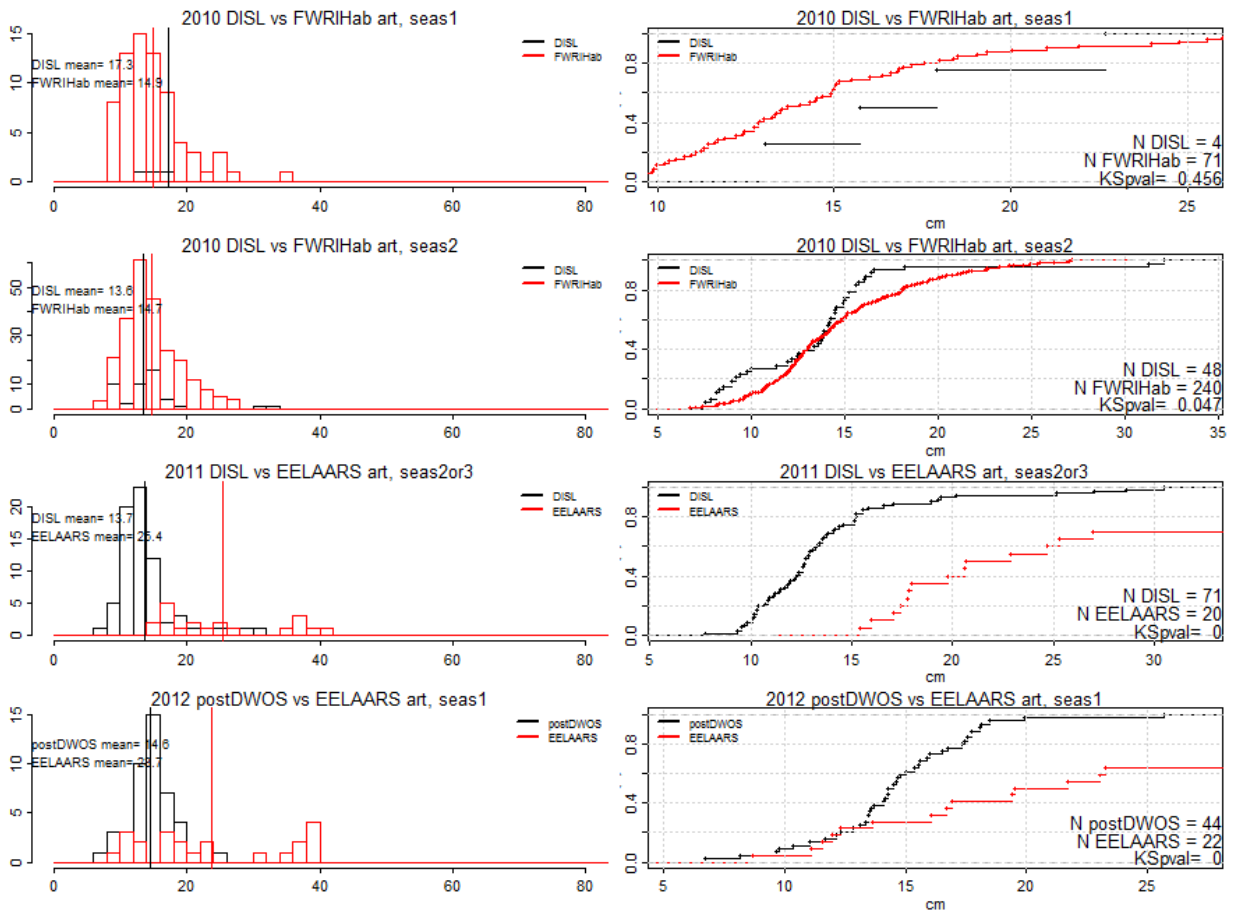 2010 DISL vs FWRIHab art, seas1
15
10
5
0
DISL mean= 17.3
FWRIHab mean= 14.9
DISL
FWRIHab
0 20 40 60 80
2010 DISL vs FWRIHab art, seas1
0.8
0.4
0.0
DISL
FWRIHab
N DISL = 4
N FWRIHab = 71
KSpval= 0.456
10 15 20 25
cm
2010 DISL vs FWRIHab art, seas2
50
30
10
0
DISL mean= 13.6
FWRIHab mean= 14.7
DISL
FWRIHab
0 20 40 60 80
2010 DISL vs FWRIHab art, seas2
0.8
0.4
0.0
DISL
FWRIHab
N DISL = 48
N FWRIHab = 240
KSpval= 0.047
5 10 15 20 25 30 35
cm
2011 DISL vs EELAARS art, seas2or3
20
15
10
5
0
DISL mean= 13.7
EELAARS mean= 25.4
DISL
EELAARS
0 20 40 60 80
2011 DISL vs EELAARS art, seas2or3
0.8
0.4
0.0
DISL
EELAARS
N DISL = 71
N EELAARS = 20
KSpval= 0
5 10 15 20 25 30
cm
2012 postDWOS vs EELAARS art, seas1
15
10
5
0
postDWOS mean= 14.6
EELAARS mean= 23.7
postDWOS
EELAARS
0 20 40 60 80
2012 postDWOS vs EELAARS art, seas1
0.8
0.4
0.0
postDWOS
EELAARS
N postDWOS = 44
N EELAARS = 22
KSpval= 0
5 10 15 20 25
cm